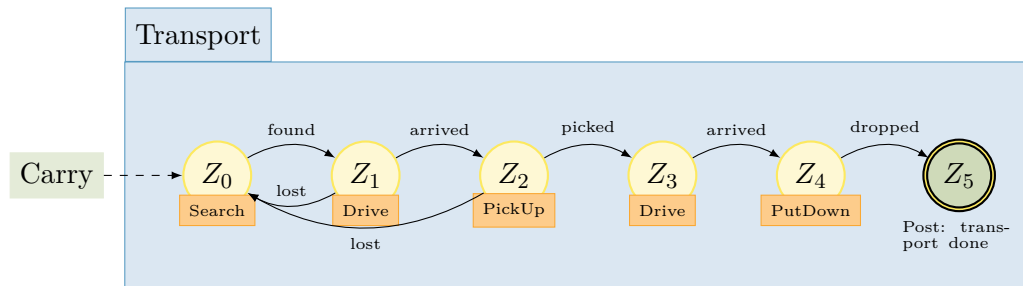 Transport
found
arrived
picked
arrived
dropped
Carry
Z0
Z1
Z2
Z3
Z4
Z5
lost
Search
Drive
PickUp
Drive
PutDown
lost
Post: trans-
port done